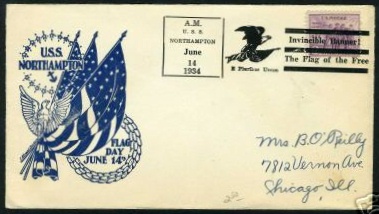 U.S.S.
NORTHAMPTON
FLAG
DAY
JUNE 14th
A.M.
U. S. S.
NORTHAMPTON
June
14
1934
E Pluribus Unum
Invincible Banner!
The Flag of the Free
Mrs. B. O'Reilly
7812 Vernon Ave.
Chicago, Ill.